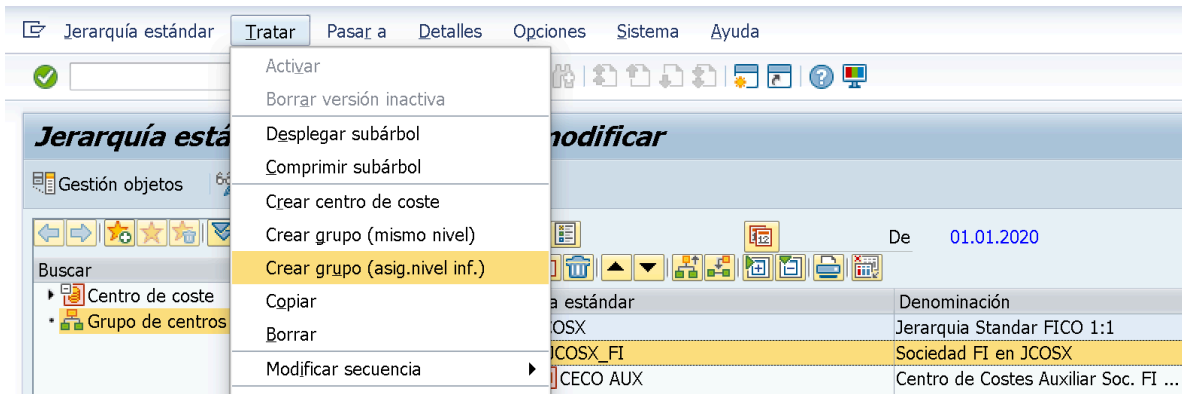 Jerarquía estándar Tratar Pasar a Detalles Opciones Sistema Ayuda
Activar
Borrar versión inactiva
Jerarquía está modificar
Desplegar subárbol
Comprimir subárbol
Gestión objetos
Crear centro de coste
Crear grupo (mismo nivel)
De 01.01.2020
Crear grupo (asig.nivel inf.)
Buscar
Centro de coste
Copiar
a estándar Denominación
Grupo de centros
Borrar
COSX Jerarquia Standar FICO 1:1
JCOSX_FI Sociedad FI en JCOSX
Modificar secuencia
CECO AUX Centro de Costes Auxiliar Soc. FI ...